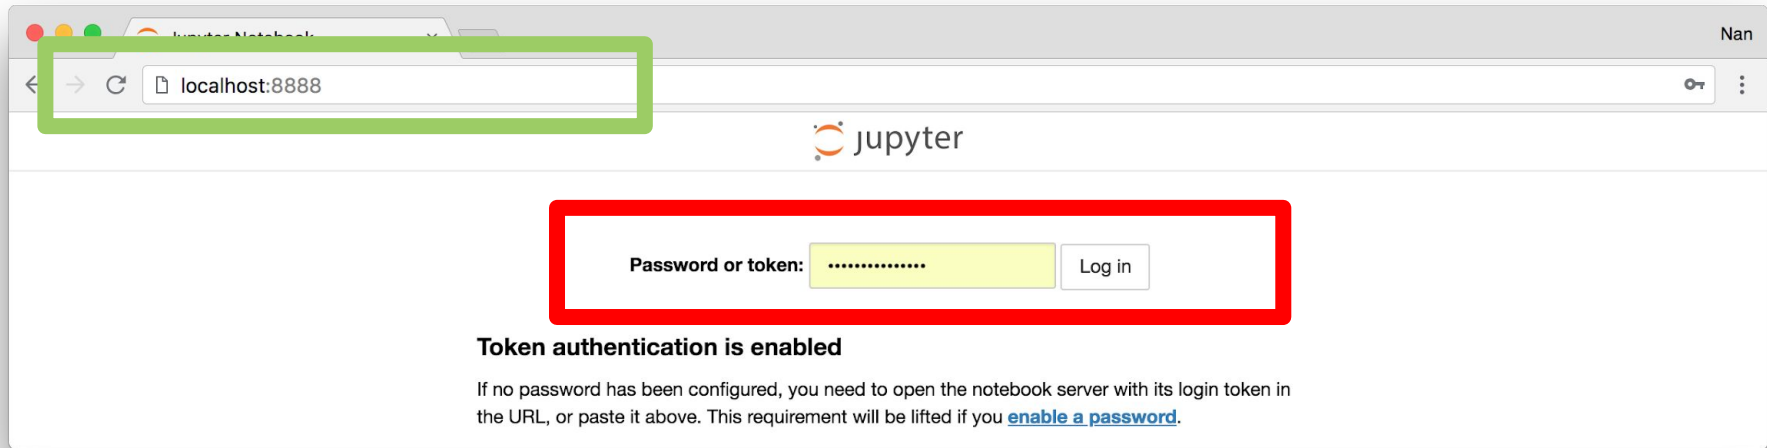 Jupyter Notebook
Nan
localhost:8888
jupyter
Password or token: ••••••••••••••• Log in
Token authentication is enabled
If no password has been configured, you need to open the notebook server with its login token in
the URL, or paste it above. This requirement will be lifted if you enable a password.